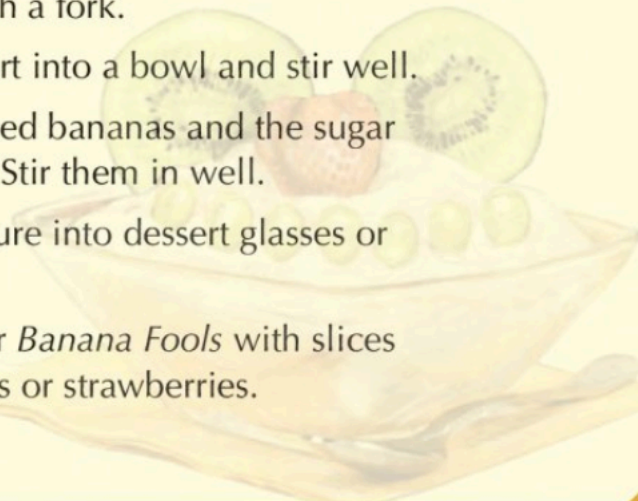 h a fork.
rt into a bowl and stir well.
ed bananas and the sugar
Stir them in well.
ure into dessert glasses or
r Banana Fools with slices
s or strawberries.